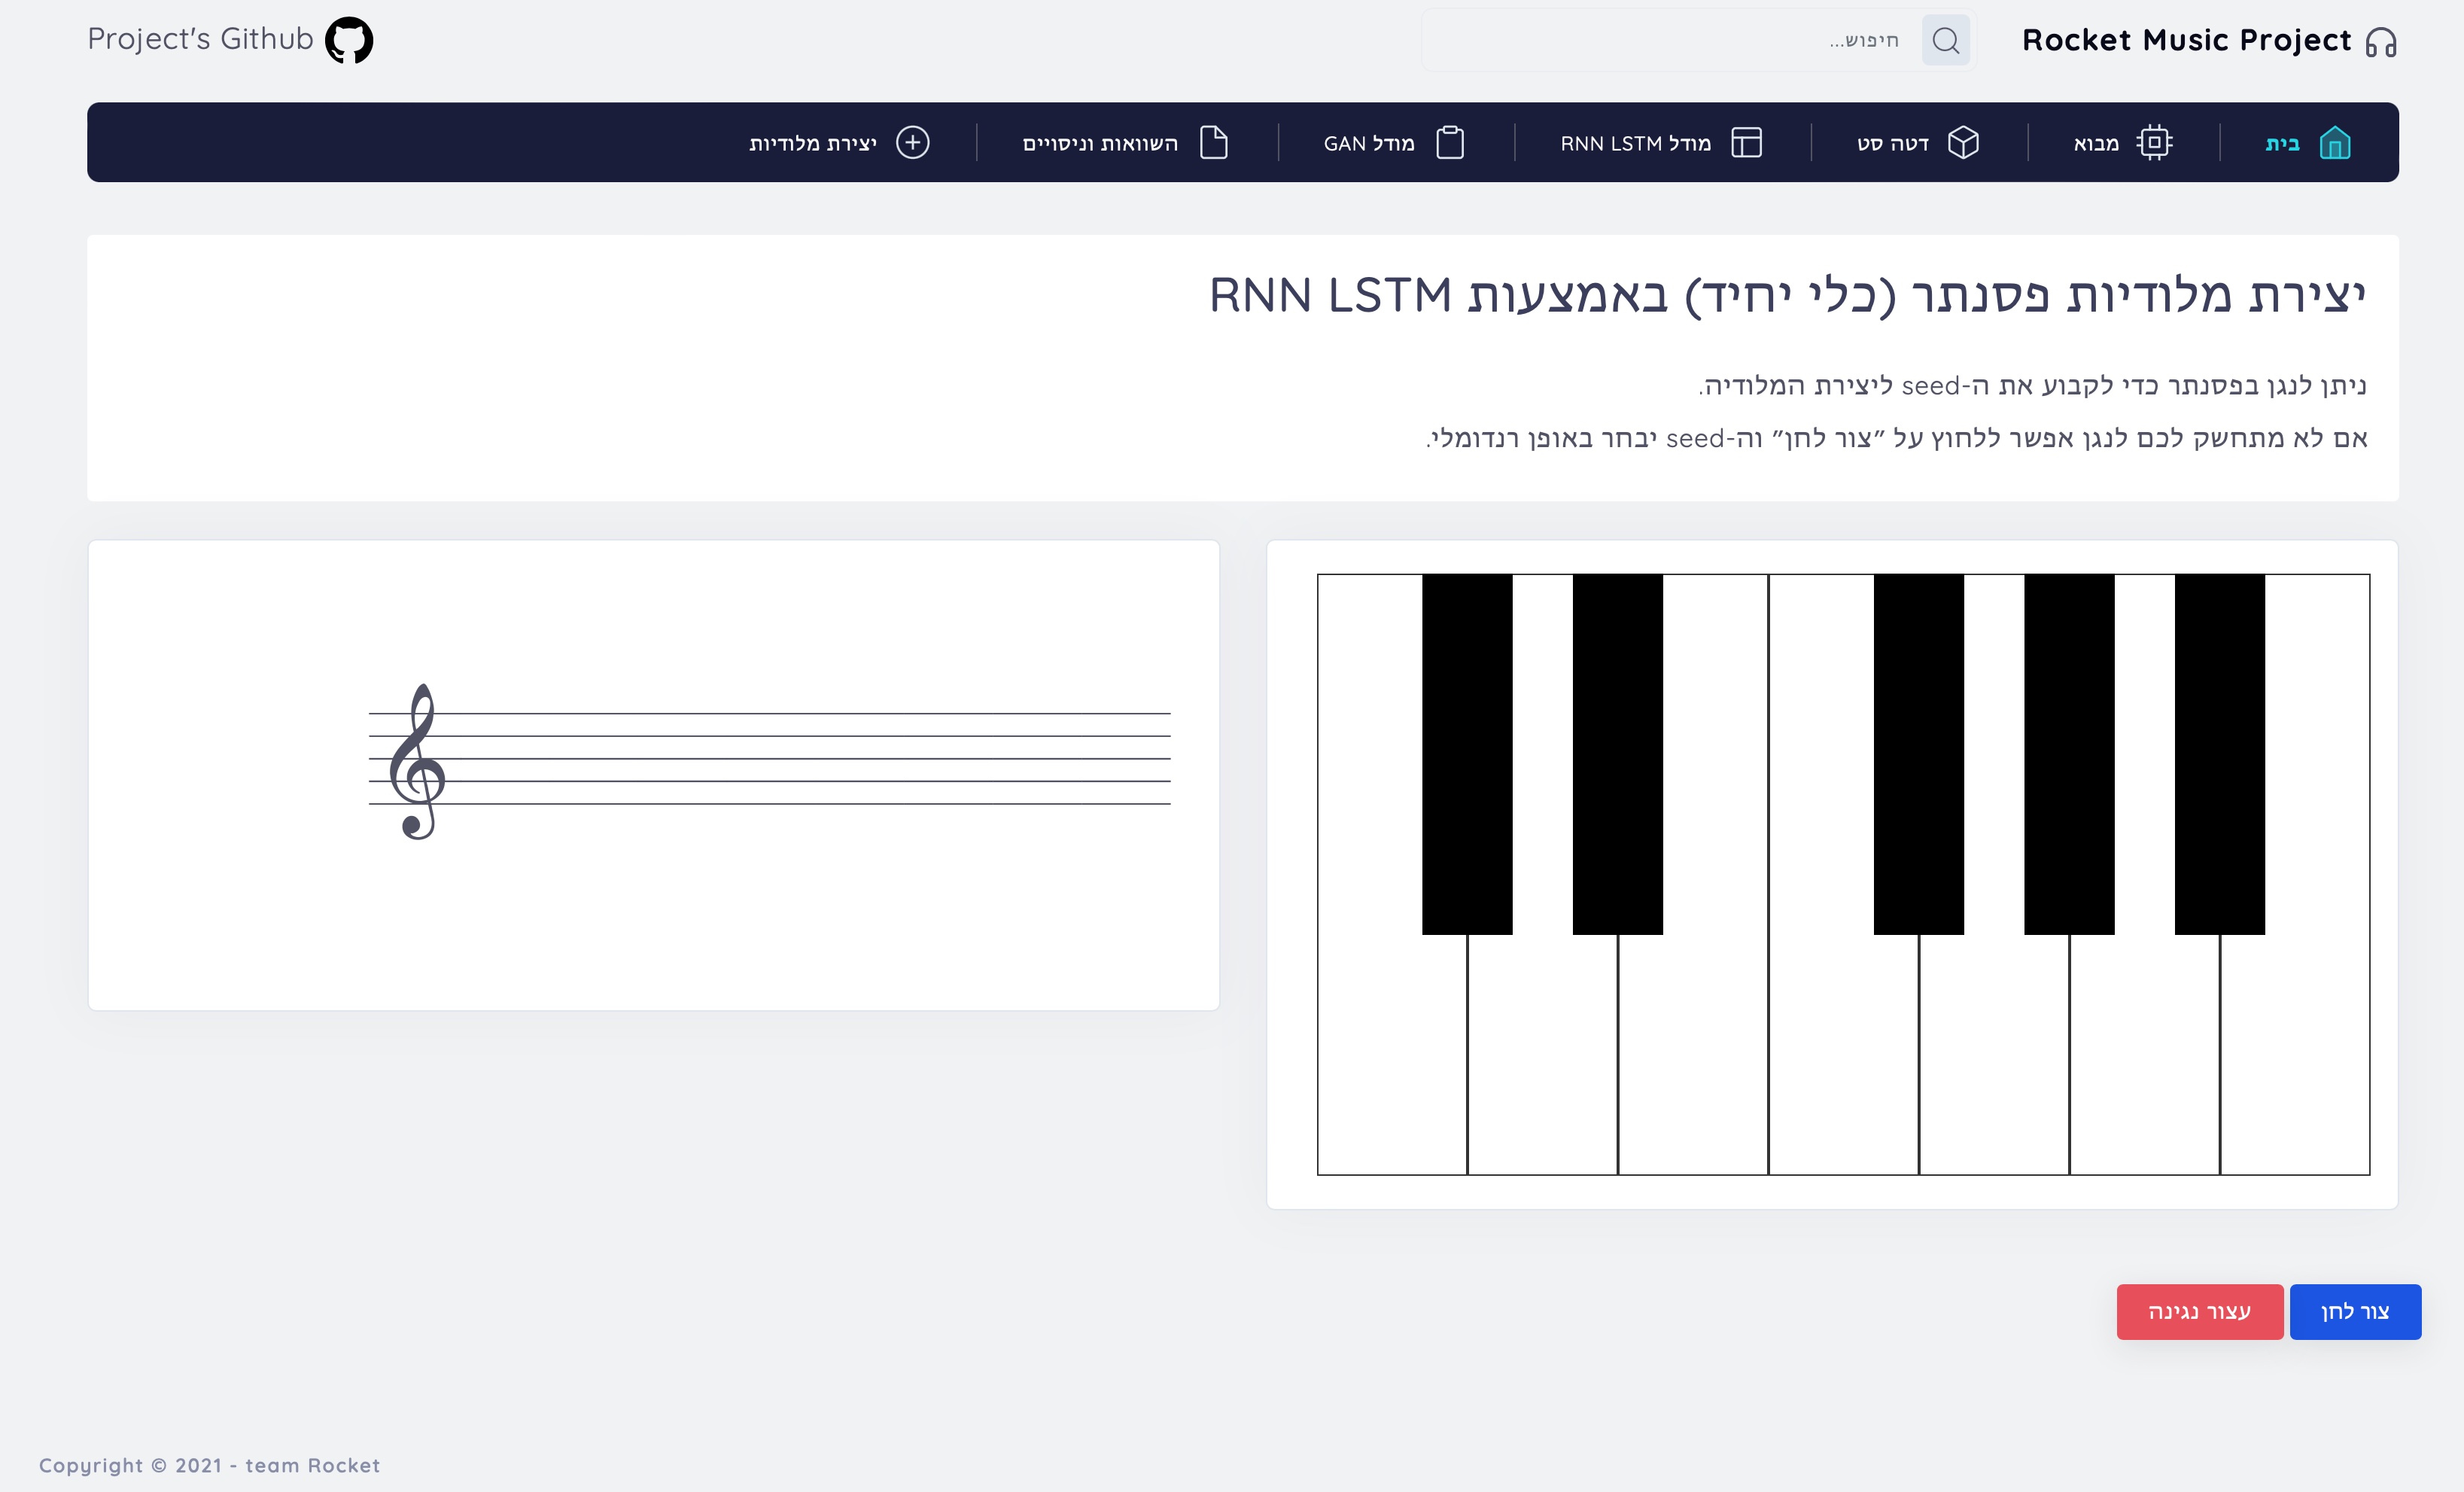 Rocket Music Project
חיפוש...
Project's Github
בית
מבוא
דטה סט
מודל RNN LSTM
מודל GAN
השוואות וניסויים
יצירת מלודיות
יצירת מלודיות פסנתר (כלי יחיד) באמצעות RNN LSTM
ניתן לנגן בפסנתר כדי לקבוע את ה-seed ליצירת המלודיה.
אם לא מתחשק לכם לנגן אפשר ללחוץ על "צור לחן" וה-seed יבחר באופן רנדומלי.
צור לחן
עצור נגינה
Copyright © 2021 - team Rocket